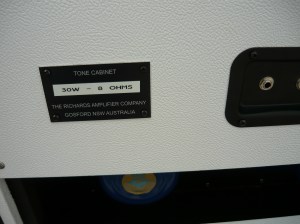 TONE CABINET
30W - 8 OHMS
THE RICHARDS AMPLIFIER COMPANY
GOSFORD NSW AUSTRALIA